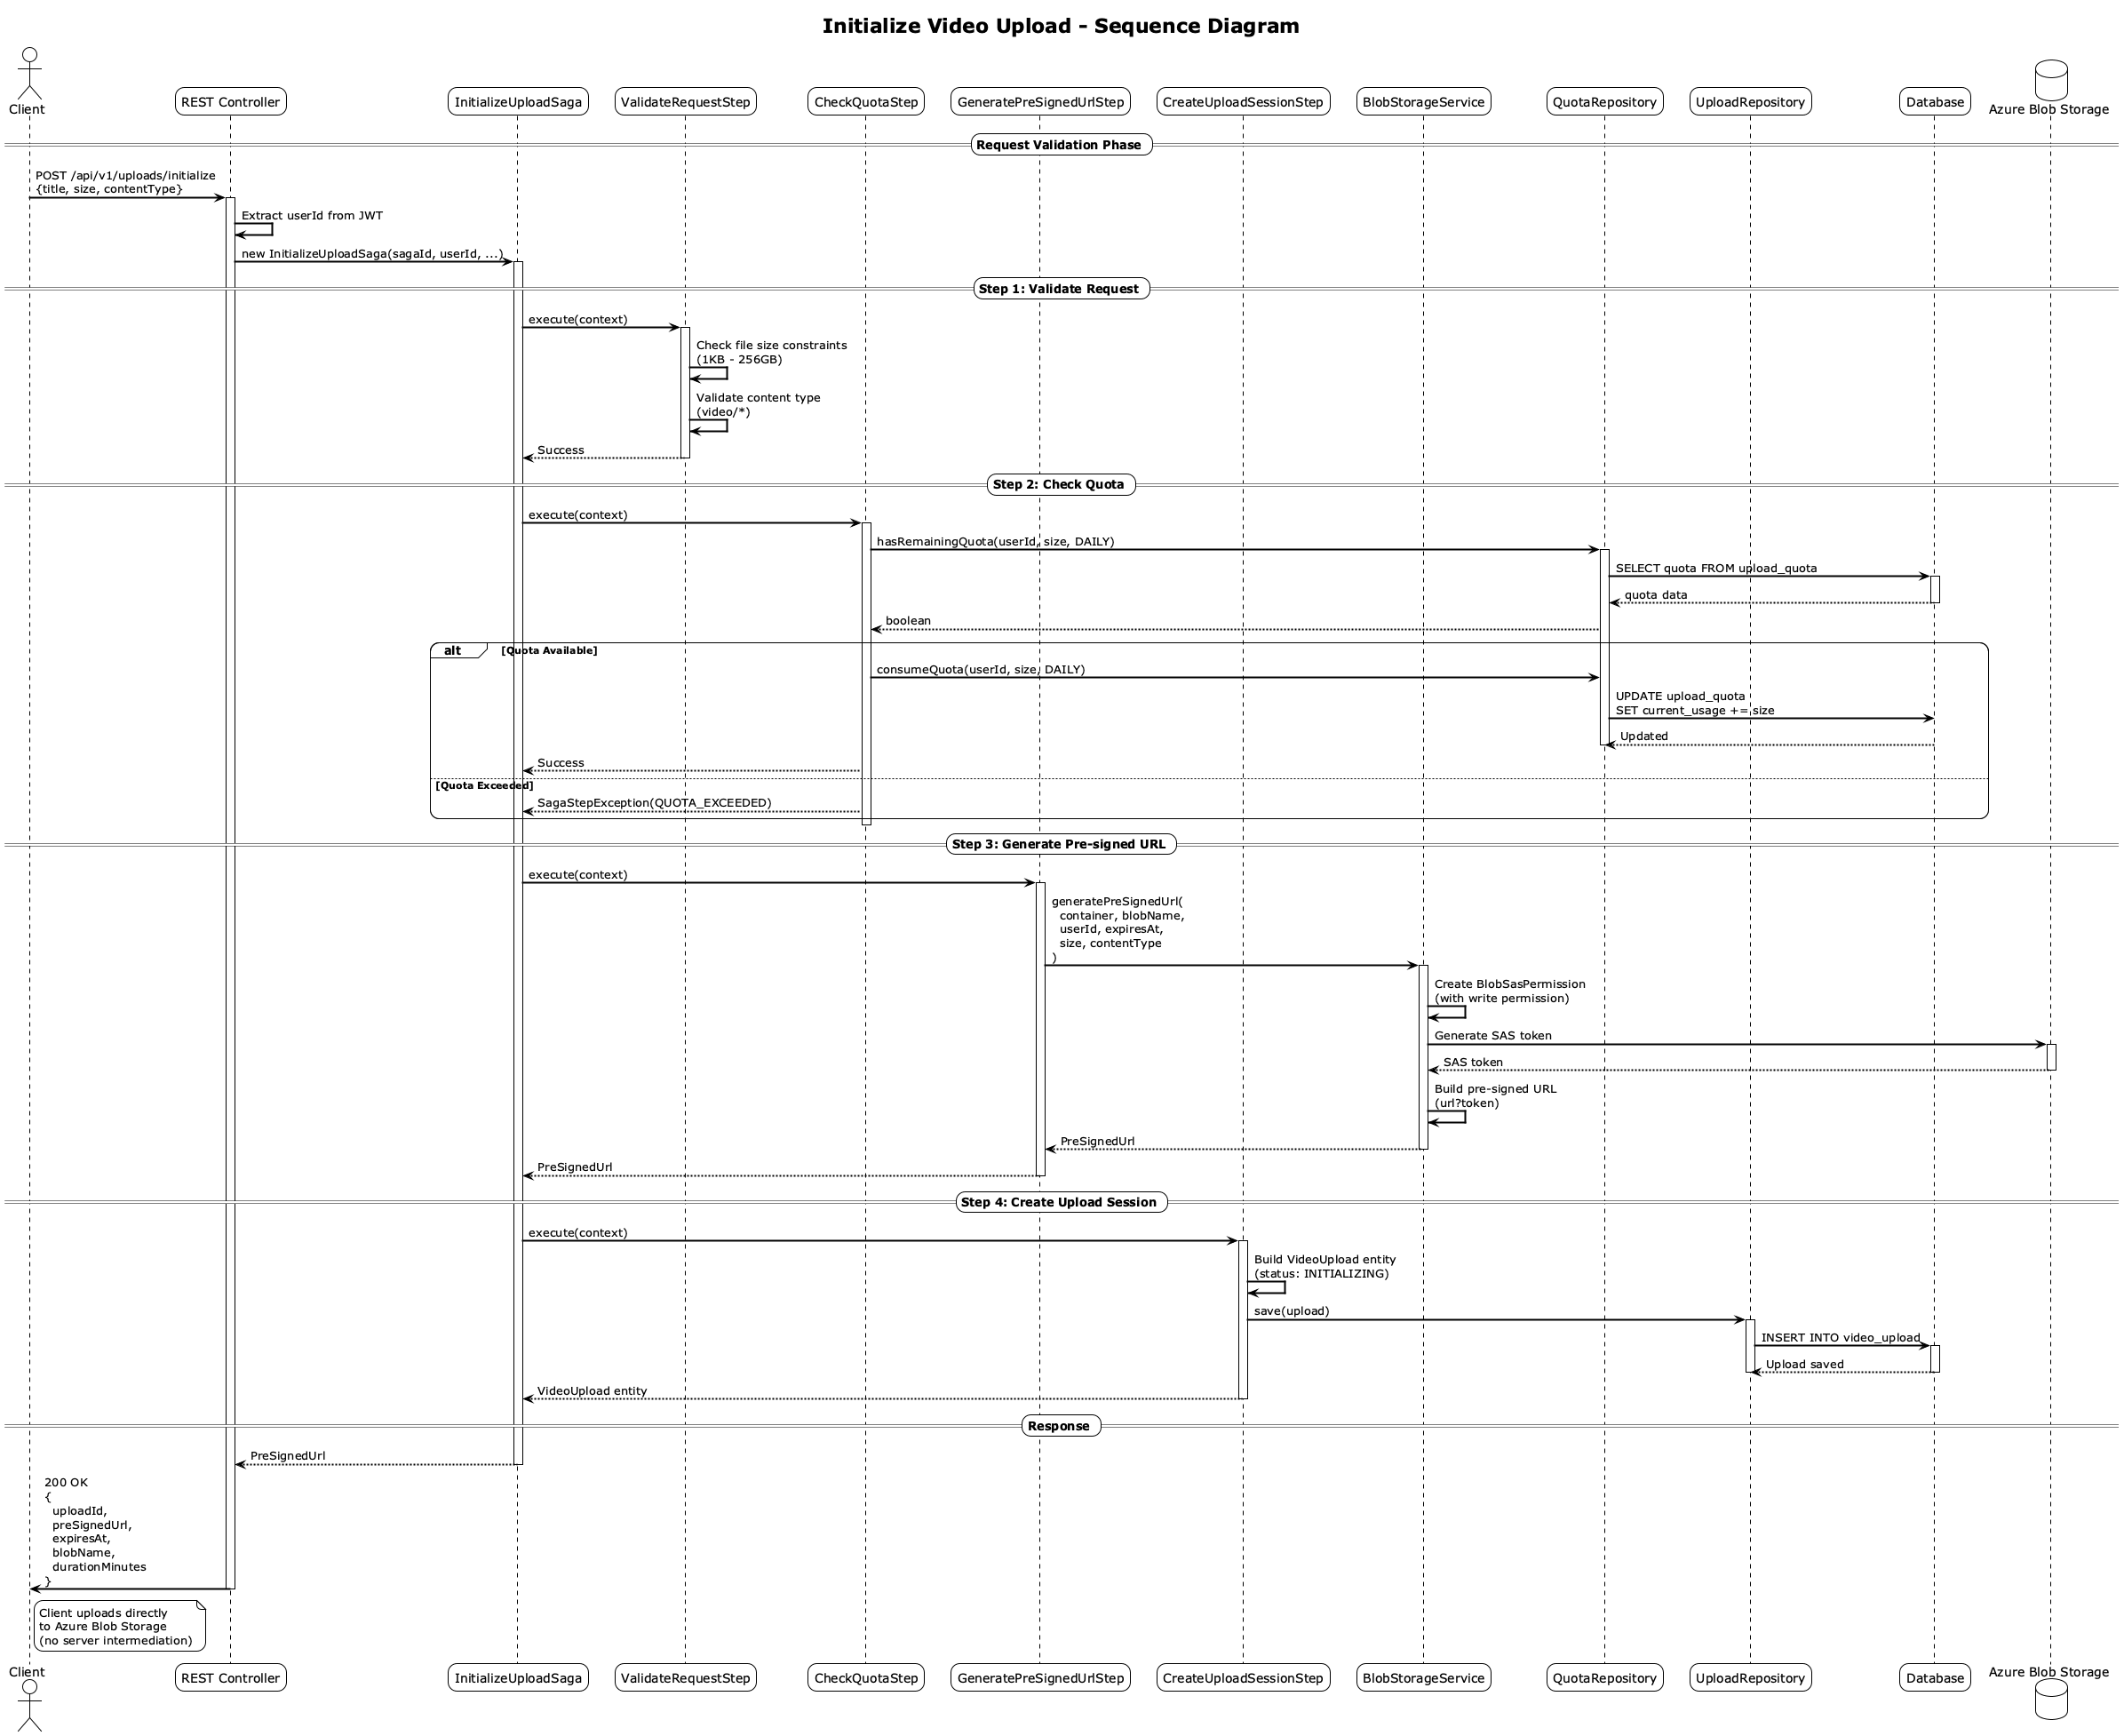 Initialize Video Upload - Sequence Diagram
Client
REST Controller
InitializeUploadSaga
ValidateRequestStep
CheckQuotaStep
GeneratePreSignedUrlStep
CreateUploadSessionStep
BlobStorageService
QuotaRepository
UploadRepository
Database
Azure Blob Storage
Request Validation Phase
POST /api/v1/uploads/initialize
{title, size, contentType}
Extract userId from JWT
new InitializeUploadSaga(sagaId, userId, ...)
Step 1: Validate Request
execute(context)
Check file size constraints
(1KB - 256GB)
Validate content type
(video/*)
Success
Step 2: Check Quota
execute(context)
hasRemainingQuota(userId, size, DAILY)
SELECT quota FROM upload_quota
quota data
boolean
alt
[Quota Available]
consumeQuota(userId, size, DAILY)
UPDATE upload_quota
SET current_usage += size
Updated
Success
[Quota Exceeded]
SagaStepException(QUOTA_EXCEEDED)
Step 3: Generate Pre-signed URL
execute(context)
generatePreSignedUrl(
container, blobName,
userId, expiresAt,
size, contentType
)
Create BlobSasPermission
(with write permission)
Generate SAS token
SAS token
Build pre-signed URL
(url?token)
PreSignedUrl
PreSignedUrl
Step 4: Create Upload Session
execute(context)
Build VideoUpload entity
(status: INITIALIZING)
save(upload)
INSERT INTO video_upload
Upload saved
VideoUpload entity
Response
PreSignedUrl
200 OK
{
uploadId,
preSignedUrl,
expiresAt,
blobName,
durationMinutes
}
Client uploads directly
to Azure Blob Storage
(no server intermediation)
Client
REST Controller
InitializeUploadSaga
ValidateRequestStep
CheckQuotaStep
GeneratePreSignedUrlStep
CreateUploadSessionStep
BlobStorageService
QuotaRepository
UploadRepository
Database
Azure Blob Storage